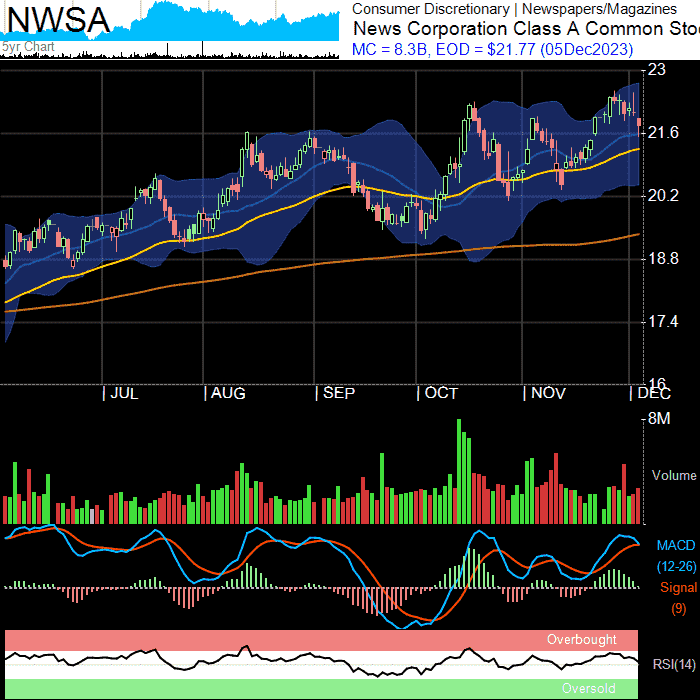 NWSA
5yr Chart
Consumer Discretionary | Newspapers/Magazines
News Corporation Class A Common Sto
MC = 8.3B, EOD = $21.77 (05Dec2023)
23
21.6
20.2
18.8
17.4
16
| JUL | AUG | SEP | OCT | NOV | DEC
8M
Volume
MACD
(12-26)
Signal
(9)
Overbought
RSI(14)
Oversold